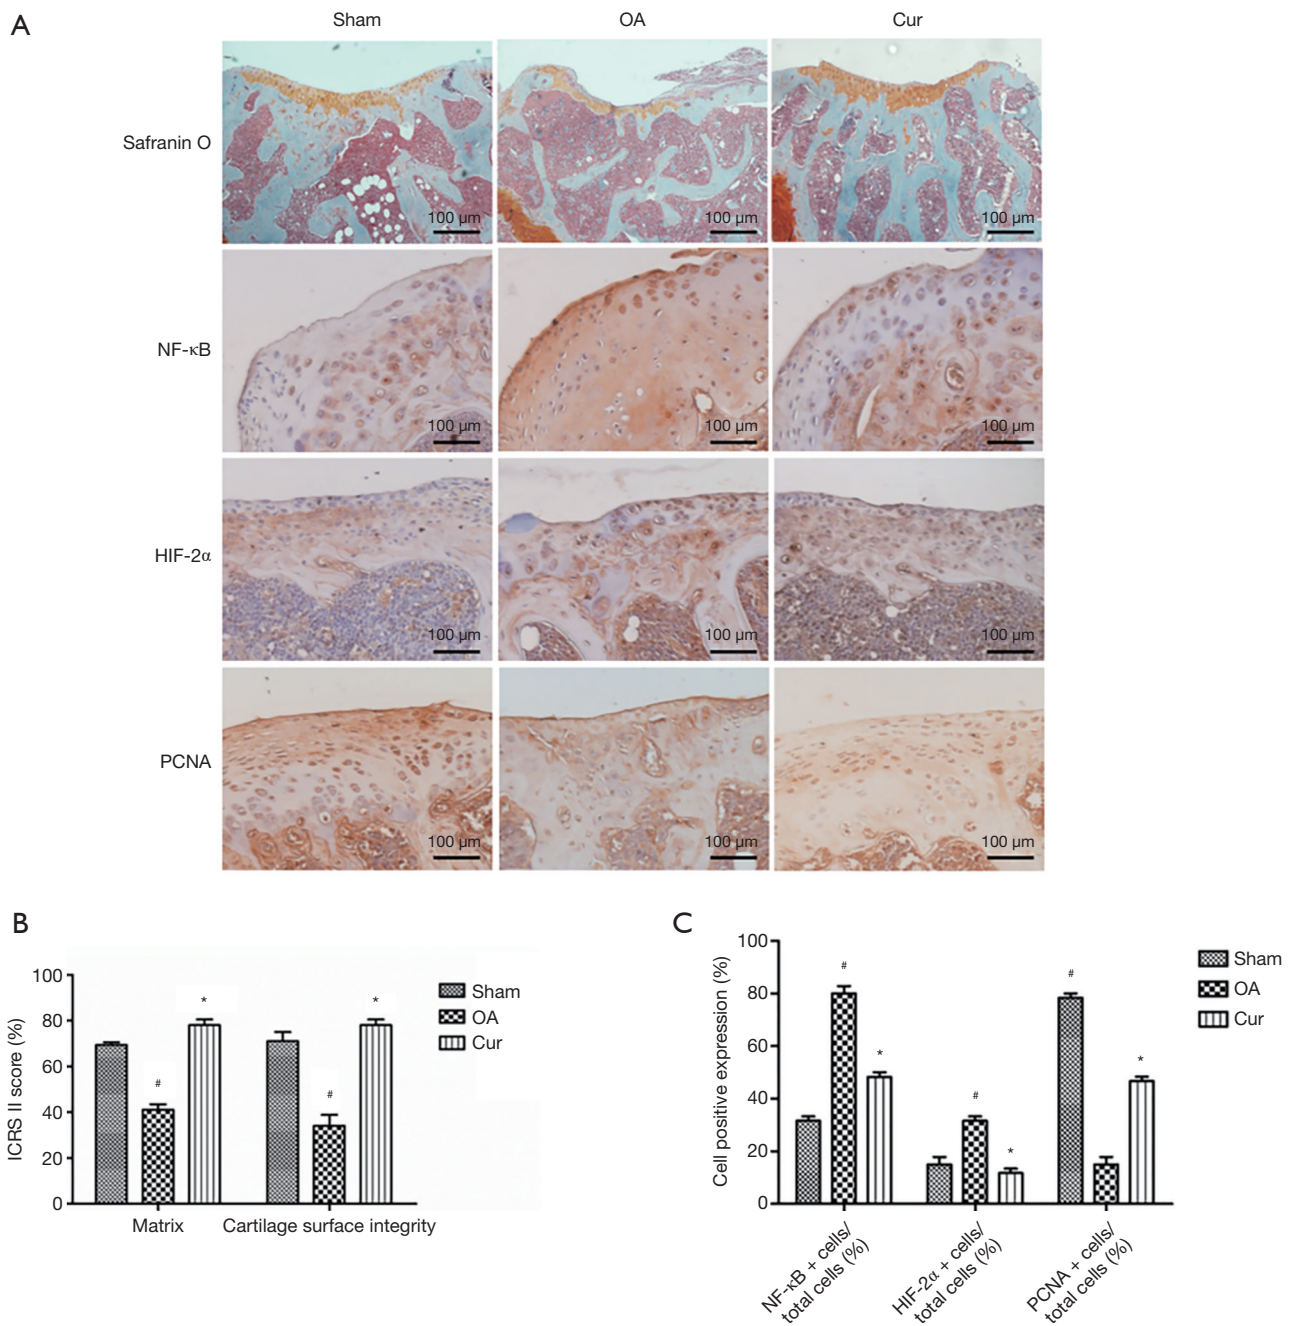 A
Sham
OA
Cur
Safranin O
100 µm
100 µm
100 µm
NF-κB
100 µm
100 µm
100 µm
HIF-2α
100 µm
100 µm
100 µm
PCNA
100 µm
100 µm
100 µm
B
ICRS II score (%)
100
80
60
40
20
0
#
*
#
*
Matrix
Cartilage surface integrity
Sham
OA
Cur
C
Cell positive expression (%)
100
80
60
40
20
0
#
*
#
*
#
*
NF-κB + cells/
total cells (%)
HIF-2α + cells/
total cells (%)
PCNA + cells/
total cells (%)
Sham
OA
Cur